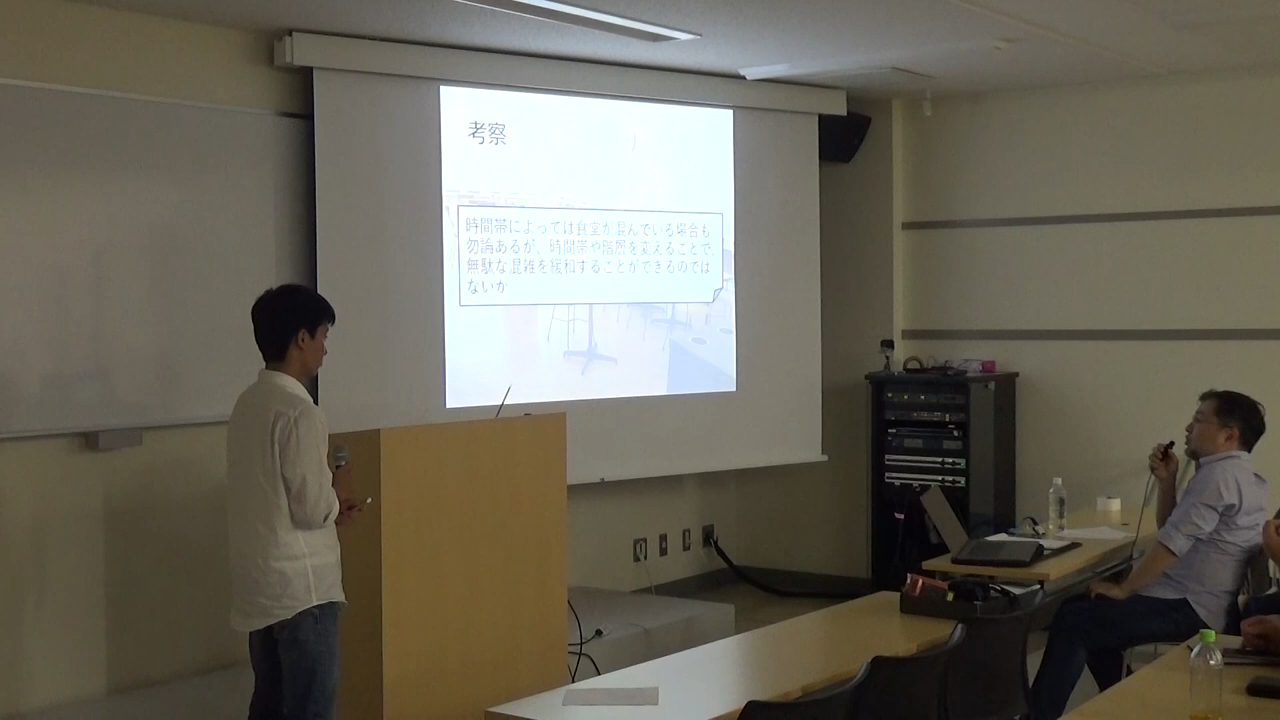 考察
時間帯によっては食堂が混んでいる場合も
勿論あるが、時間帯や階層を変えることで、
無駄な混雑を緩和することができるのでは
ないか